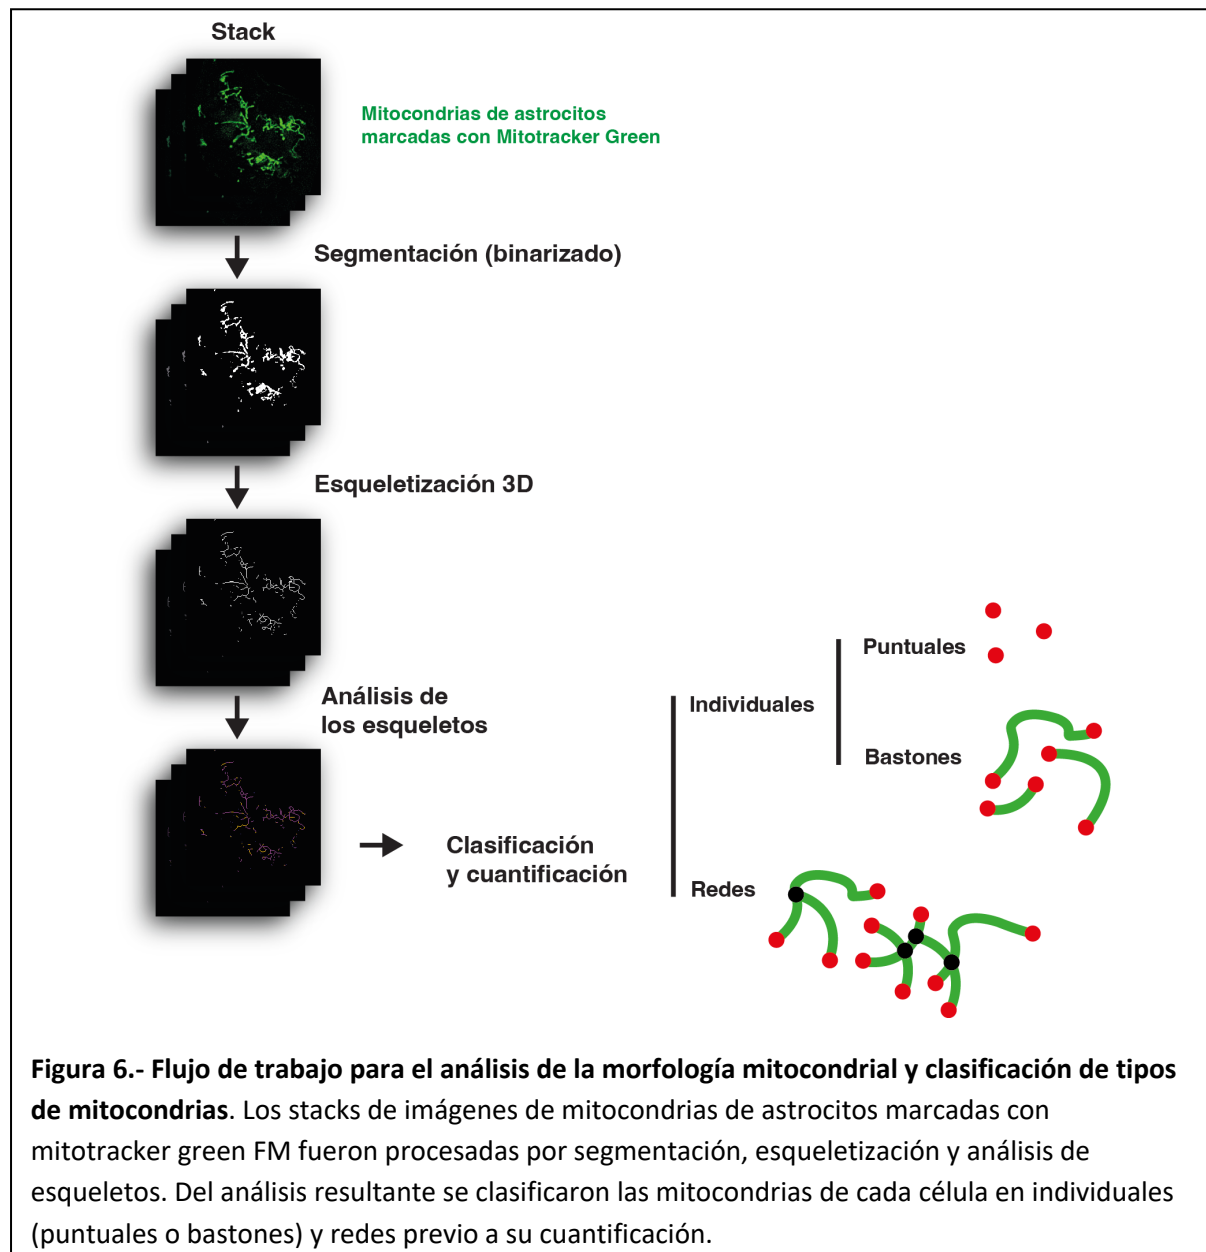 Stack
Mitocondrias de astrocitos
marcadas con Mitotracker Green
Segmentación (binarizado)
Esqueletización 3D
Análisis de
los esqueletos
Clasificación
y cuantificación
Individuales
Puntuales
Bastones
Redes
Figura 6.- Flujo de trabajo para el análisis de la morfología mitocondrial y clasificación de tipos
de mitocondrias. Los stacks de imágenes de mitocondrias de astrocitos marcadas con
mitotracker green FM fueron procesadas por segmentación, esqueletización y análisis de
esqueletos. Del análisis resultante se clasificaron las mitocondrias de cada célula en individuales
(puntuales o bastones) y redes previo a su cuantificación.